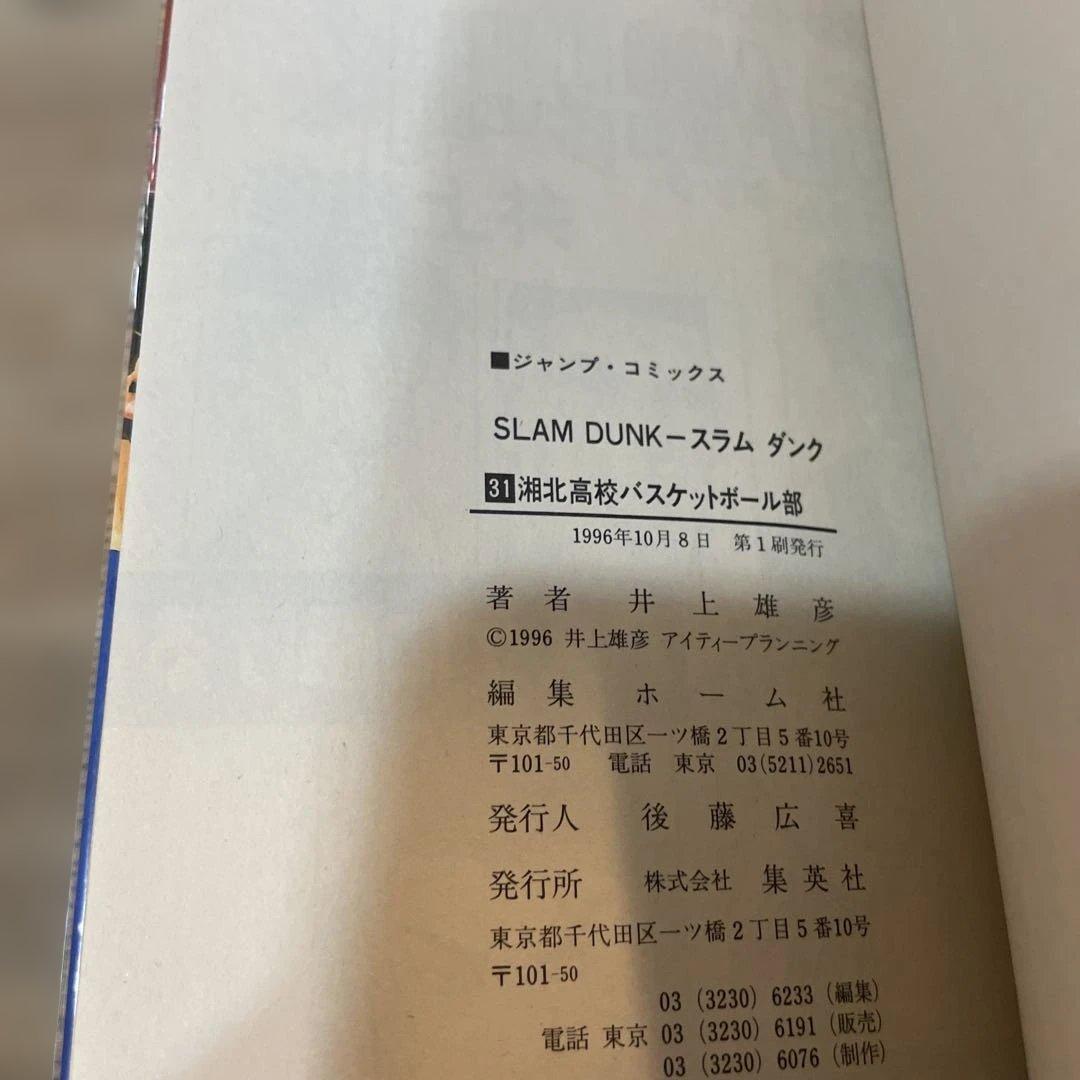 ■ジャンプ・コミックス
SLAM DUNK−スラム ダンク
31湘北高校バスケットボール部
1996年10月8日 第1刷発行
著者 井上雄彦
©1996 井上雄彦 アイティープランニング
編集 ホーム社
東京都千代田区一ツ橋2丁目5番10号
〒101-50 電話 東京 03(5211)2651
発行人 後藤広喜
発行所 株式会社 集英社
東京都千代田区一ツ橋2丁目5番10号
〒101-50
03 (3230) 6233 (編集)
電話 東京 03 (3230) 6191 (販売)
03 (3230) 6076 (制作)